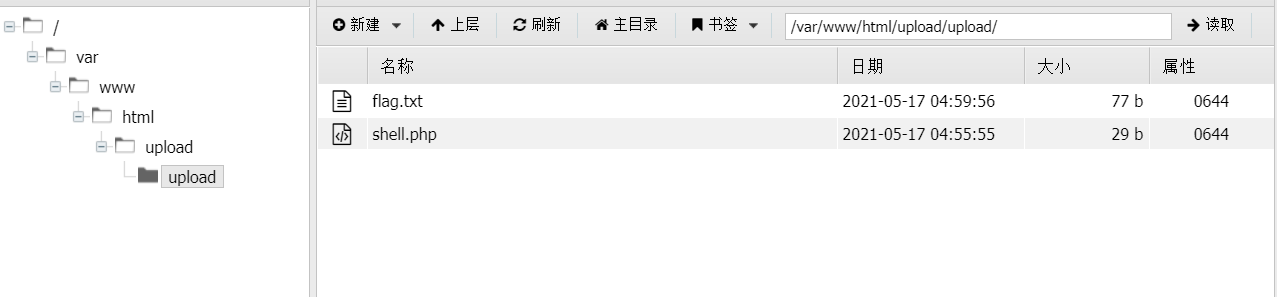 /
var
www
html
upload
upload
新建 上层 刷新 主目录 书签 /var/www/html/upload/upload/ 读取
名称 日期 大小 属性
flag.txt 2021-05-17 04:59:56 77 b 0644
shell.php 2021-05-17 04:55:55 29 b 0644